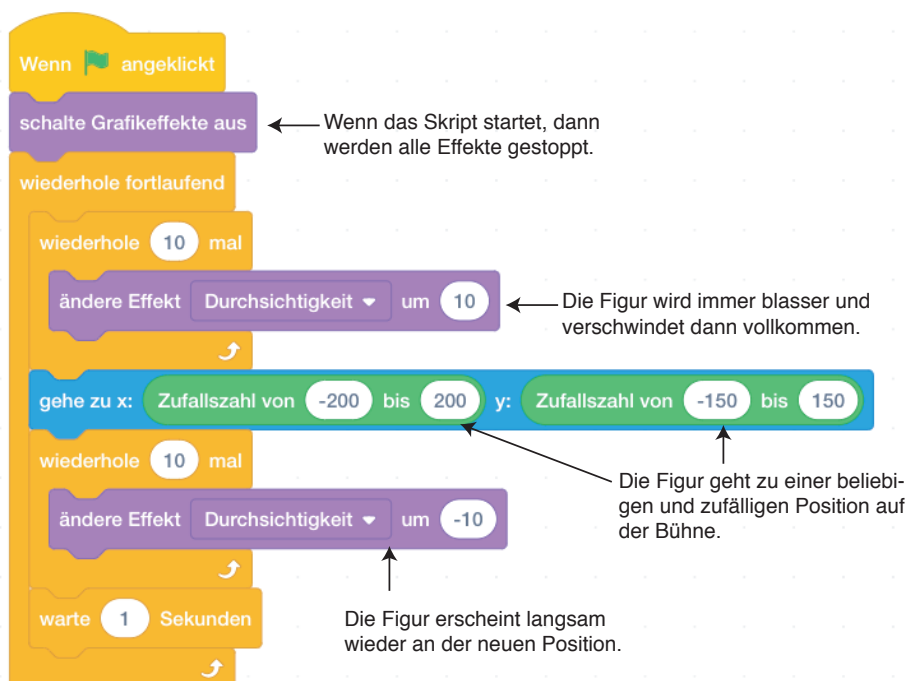 Wenn angeklickt
schalte Grafikeffekte aus
Wenn das Skript startet, dann
werden alle Effekte gestoppt.
wiederhole fortlaufend
wiederhole 10 mal
ändere Effekt Durchsichtigkeit um 10
Die Figur wird immer blasser und
verschwindet dann vollkommen.
gehe zu x: Zufallszahl von -200 bis 200 y: Zufallszahl von -150 bis 150
wiederhole 10 mal
Die Figur geht zu einer beliebi-
gen und zufälligen Position auf
der Bühne.
ändere Effekt Durchsichtigkeit um -10
Die Figur erscheint langsam
wieder an der neuen Position.
warte 1 Sekunden